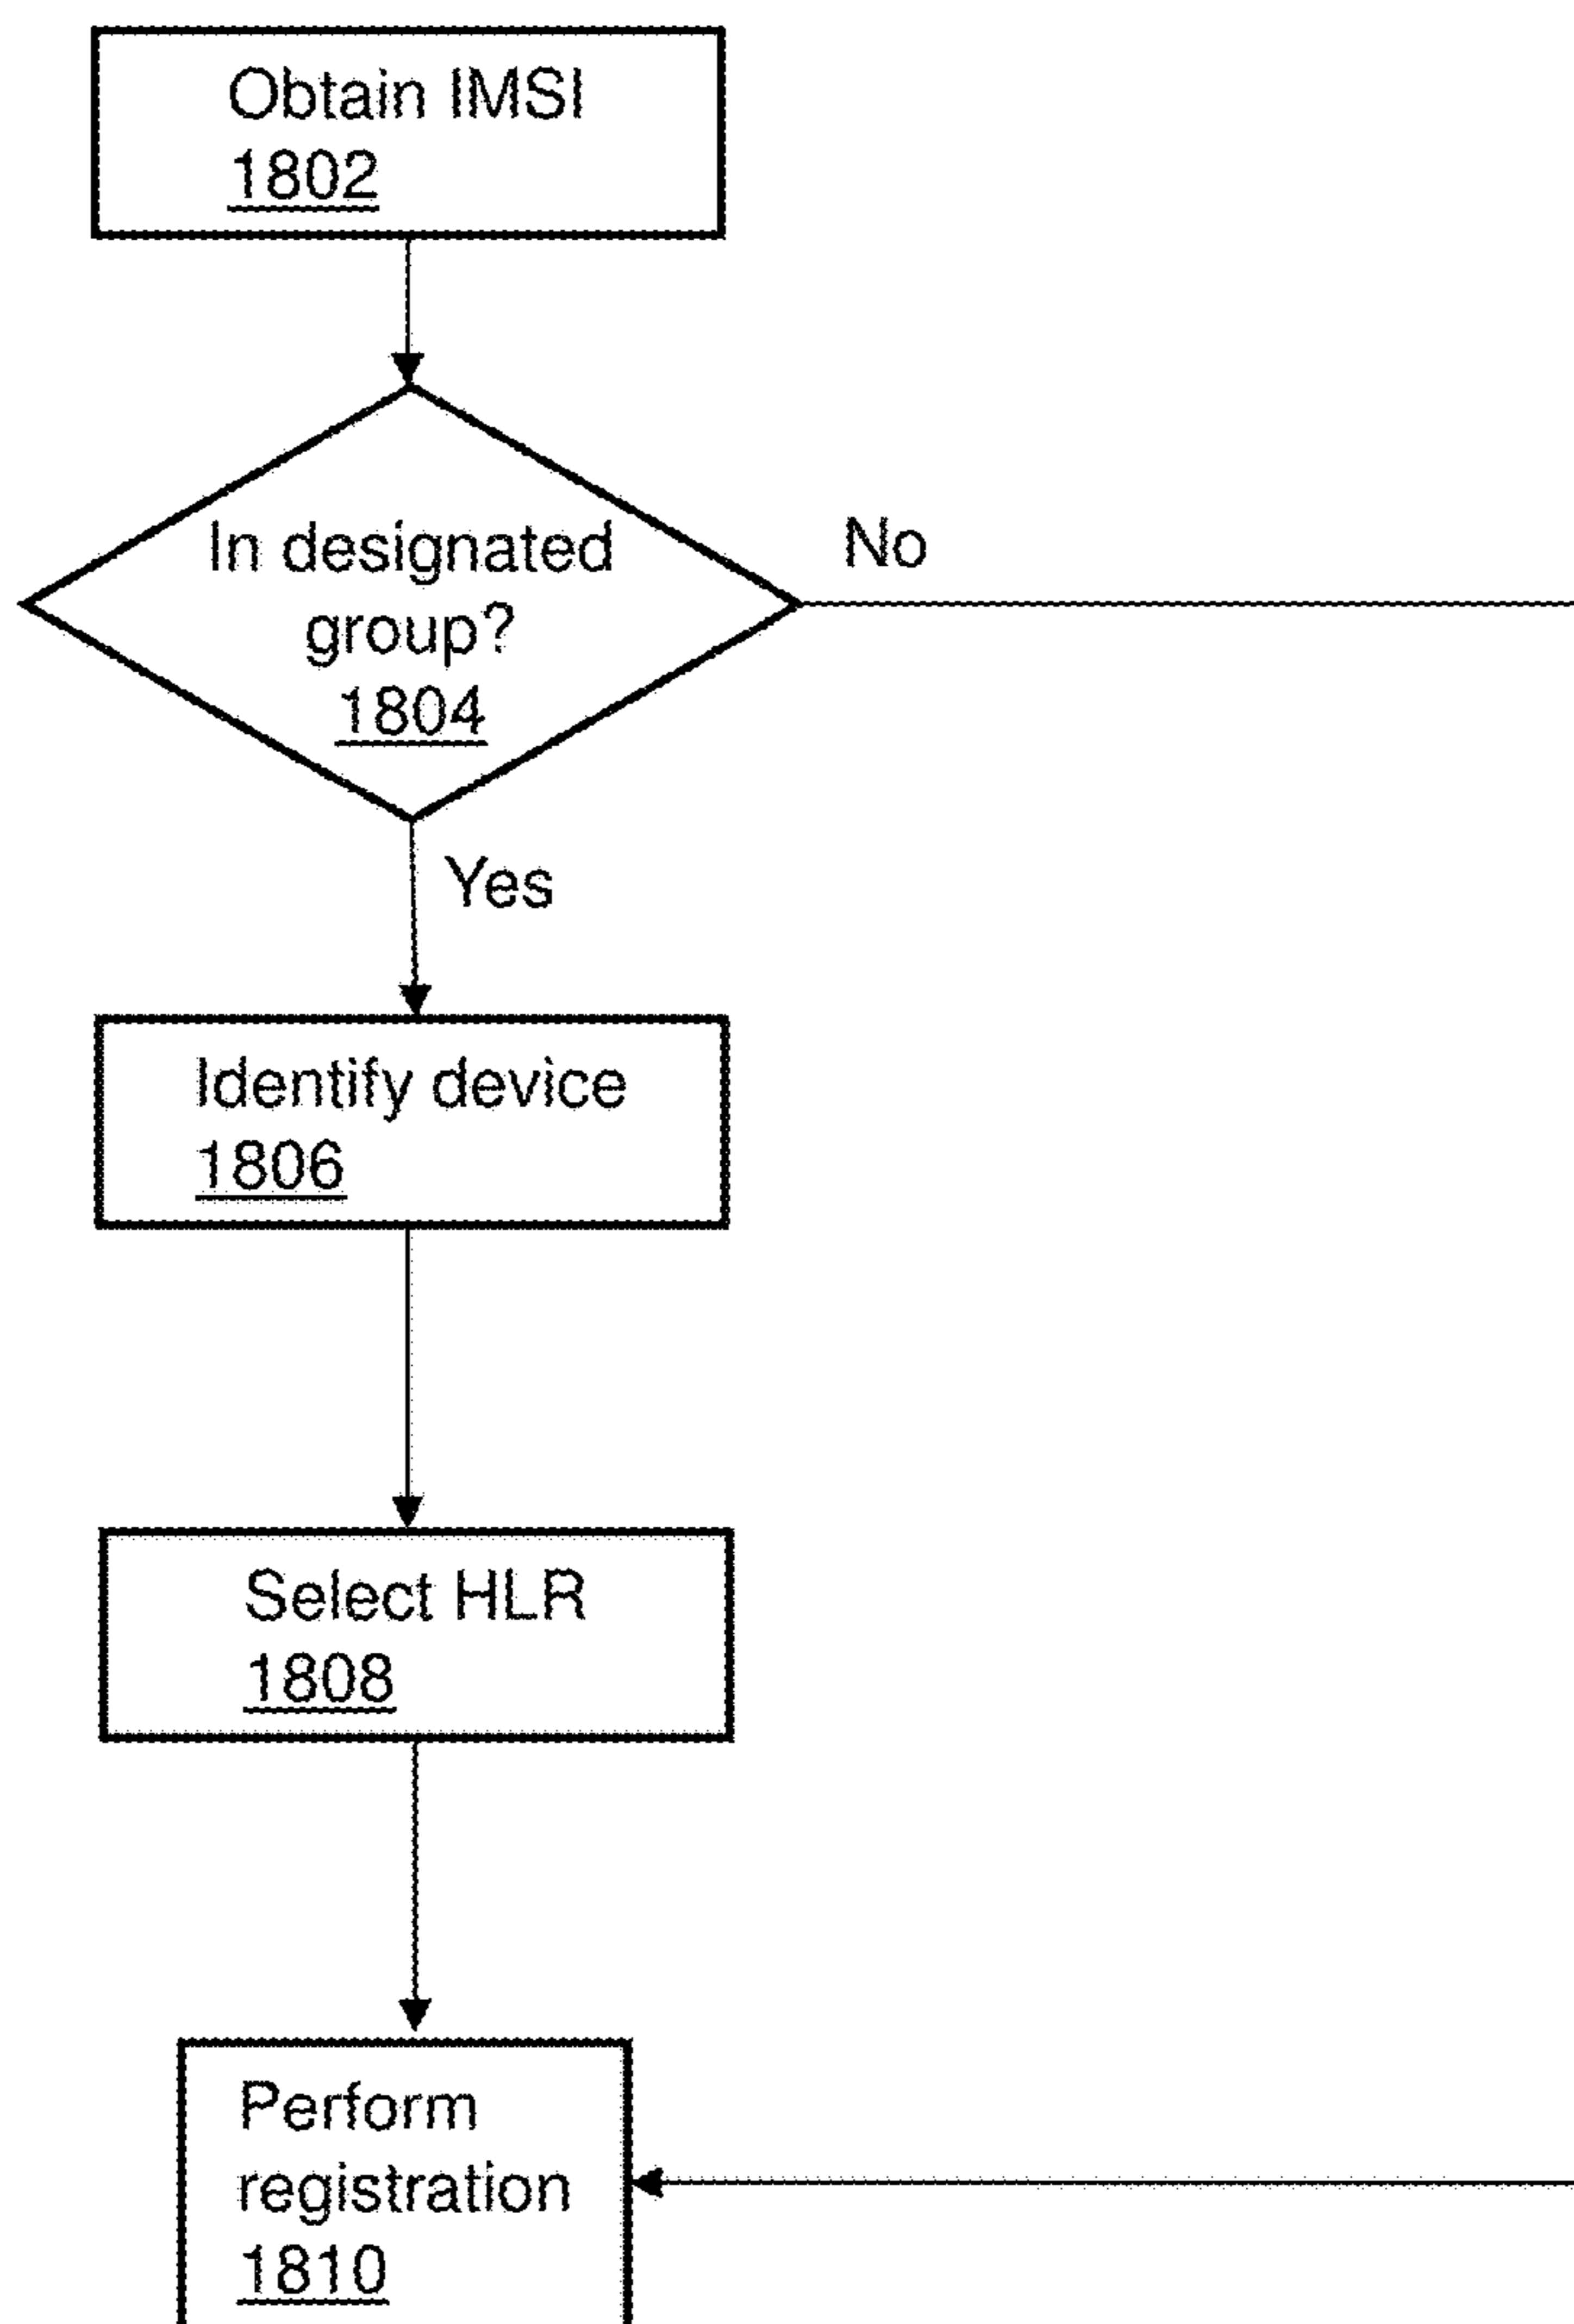 Obtain IMSI
1802
In designated
group?
1804
No
Yes
Identify device
1806
Select HLR
1808
Perform
registration
1810